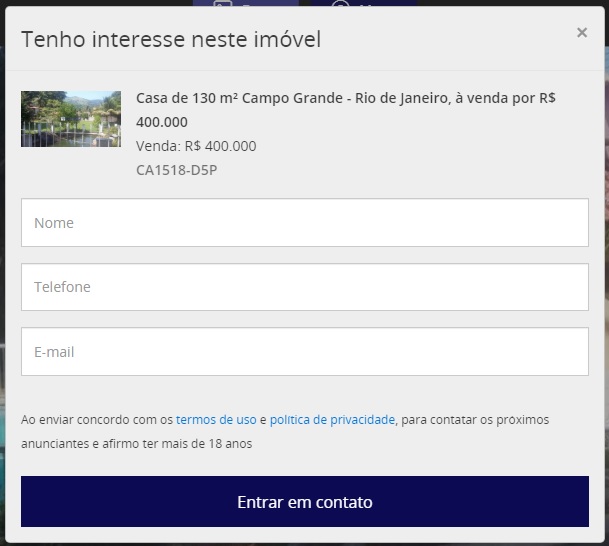 Tenho interesse neste imóvel
×
Casa de 130 m² Campo Grande - Rio de Janeiro, à venda por R$
400.000
Venda: R$ 400.000
CA1518-D5P
Nome
Telefone
E-mail
Ao enviar concordo com os termos de uso e política de privacidade, para contatar os próximos
anunciantes e afirmo ter mais de 18 anos
Entrar em contato